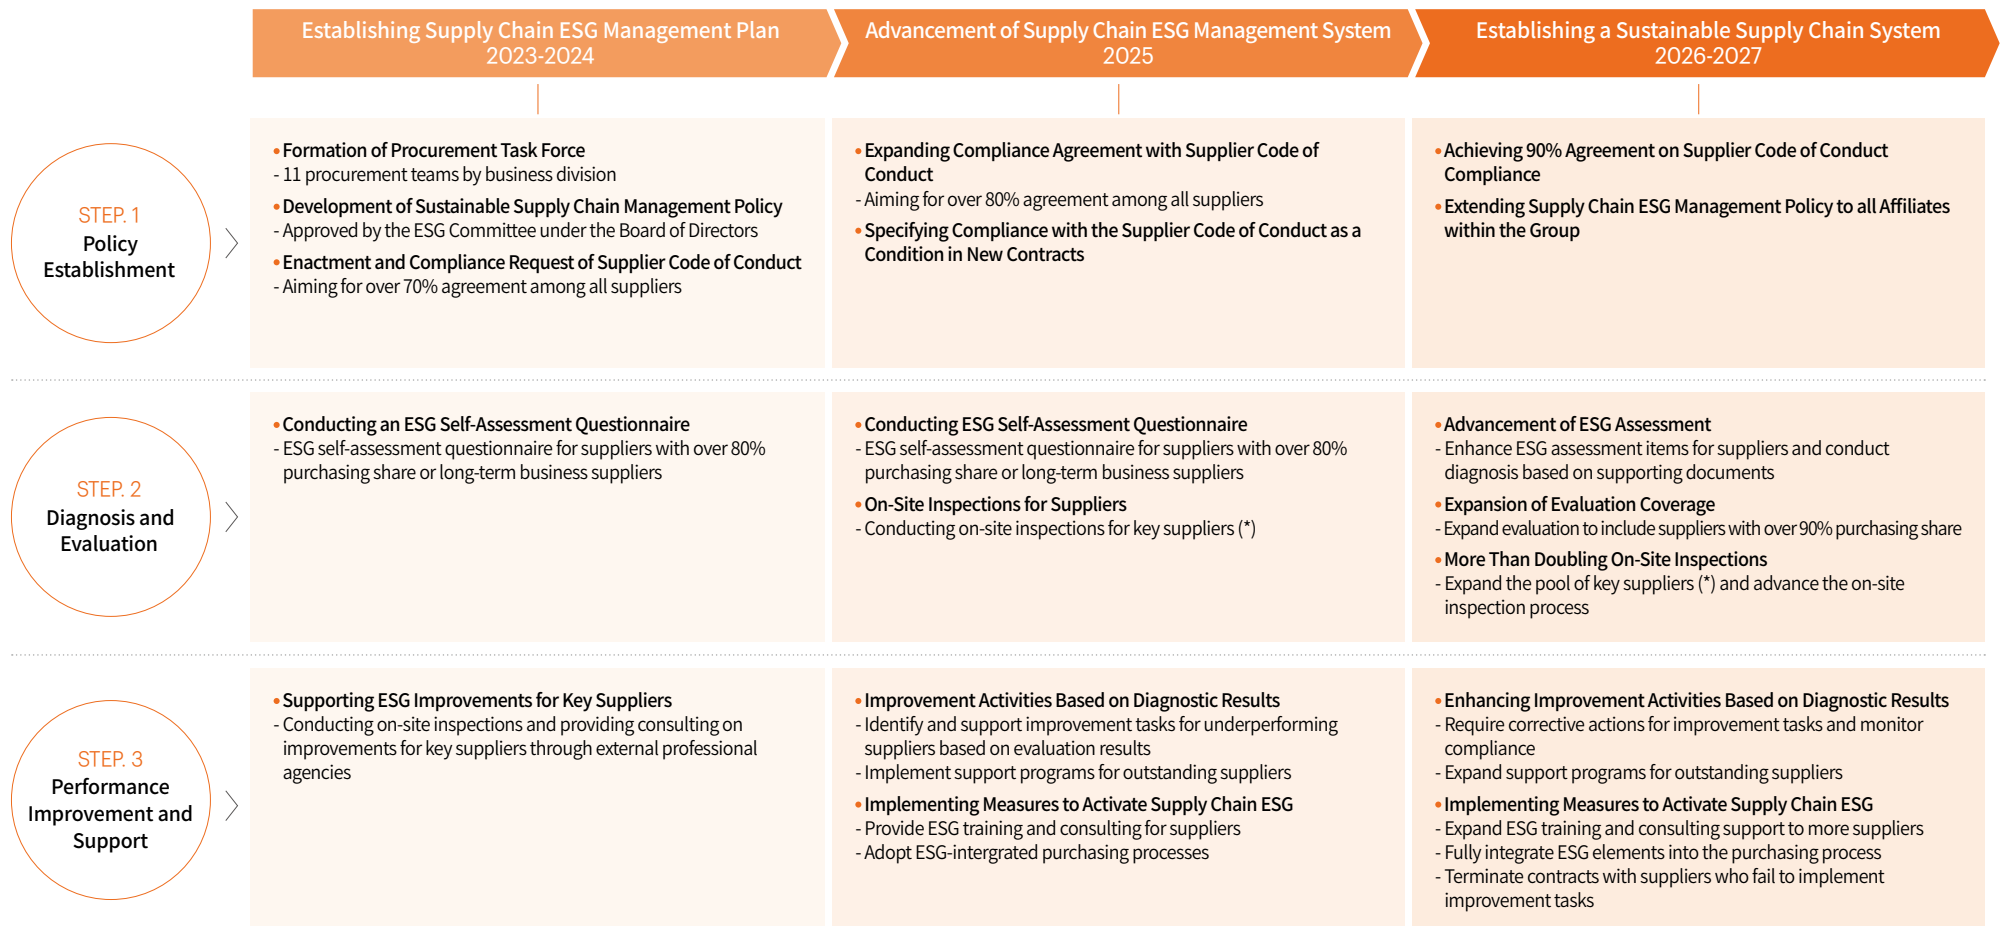 Establishing Supply Chain ESG Management Plan
2023-2024
Advancement of Supply Chain ESG Management System
2025
Establishing a Sustainable Supply Chain System
2026-2027
STEP. 1
Policy
Establishment
• Formation of Procurement Task Force
- 11 procurement teams by business division
• Development of Sustainable Supply Chain Management Policy
- Approved by the ESG Committee under the Board of Directors
• Enactment and Compliance Request of Supplier Code of Conduct
- Aiming for over 70% agreement among all suppliers
• Expanding Compliance Agreement with Supplier Code of
Conduct
- Aiming for over 80% agreement among all suppliers
• Specifying Compliance with the Supplier Code of Conduct as a
Condition in New Contracts
• Achieving 90% Agreement on Supplier Code of Conduct
Compliance
• Extending Supply Chain ESG Management Policy to all Affiliates
within the Group
STEP. 2
Diagnosis and
Evaluation
• Conducting an ESG Self-Assessment Questionnaire
- ESG self-assessment questionnaire for suppliers with over 80%
purchasing share or long-term business suppliers
• Conducting ESG Self-Assessment Questionnaire
- ESG self-assessment questionnaire for suppliers with over 80%
purchasing share or long-term business suppliers
• On-Site Inspections for Suppliers
- Conducting on-site inspections for key suppliers (*)
• Advancement of ESG Assessment
- Enhance ESG assessment items for suppliers and conduct
diagnosis based on supporting documents
• Expansion of Evaluation Coverage
- Expand evaluation to include suppliers with over 90% purchasing share
• More Than Doubling On-Site Inspections
- Expand the pool of key suppliers (*) and advance the on-site
inspection process
STEP. 3
Performance
Improvement and
Support
• Supporting ESG Improvements for Key Suppliers
- Conducting on-site inspections and providing consulting on
improvements for key suppliers through external professional
agencies
• Improvement Activities Based on Diagnostic Results
- Identify and support improvement tasks for underperforming
suppliers based on evaluation results
- Implement support programs for outstanding suppliers
• Implementing Measures to Activate Supply Chain ESG
- Provide ESG training and consulting for suppliers
- Adopt ESG-intergrated purchasing processes
• Enhancing Improvement Activities Based on Diagnostic Results
- Require corrective actions for improvement tasks and monitor
compliance
- Expand support programs for outstanding suppliers
• Implementing Measures to Activate Supply Chain ESG
- Expand ESG training and consulting support to more suppliers
- Fully integrate ESG elements into the purchasing process
- Terminate contracts with suppliers who fail to implement
improvement tasks